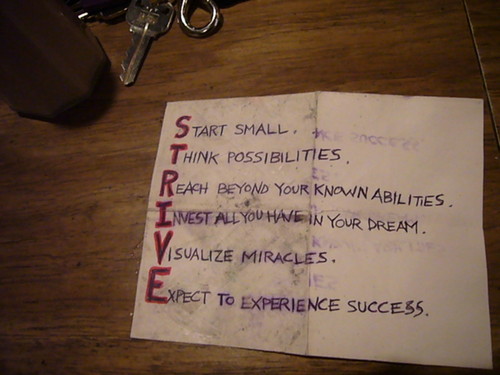 START SMALL.
THINK POSSIBILITIES.
REACH BEYOND YOUR KNOWN ABILITIES.
INVEST ALL YOU HAVE IN YOUR DREAM.
VISUALIZE MIRACLES.
EXPECT TO EXPERIENCE SUCCESS.